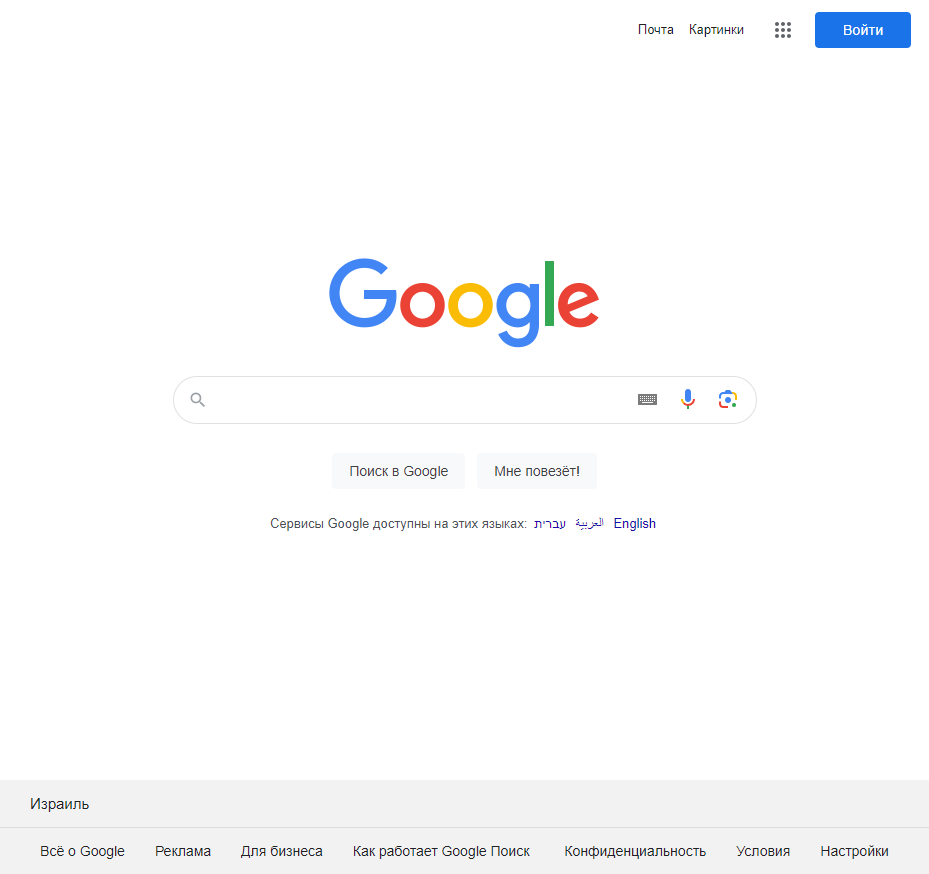 Почта Картинки Войти
Google
Поиск в Google Мне повезёт!
Сервисы Google доступны на этих языках: עברית العربية English
Израиль
Всё о Google Реклама Для бизнеса Как работает Google Поиск Конфиденциальность Условия Настройки